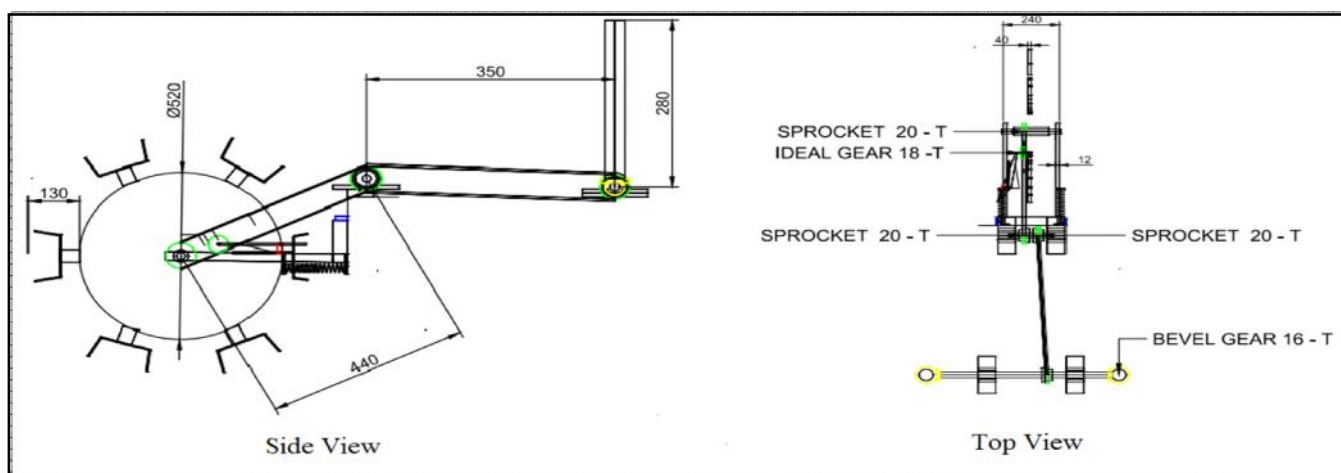 Ø520
130
350
280
440
Side View
240
40
SPROCKET 20 - T
IDEAL GEAR 18 -T
12
SPROCKET 20 - T
SPROCKET 20 - T
BEVEL GEAR 16 - T
Top View